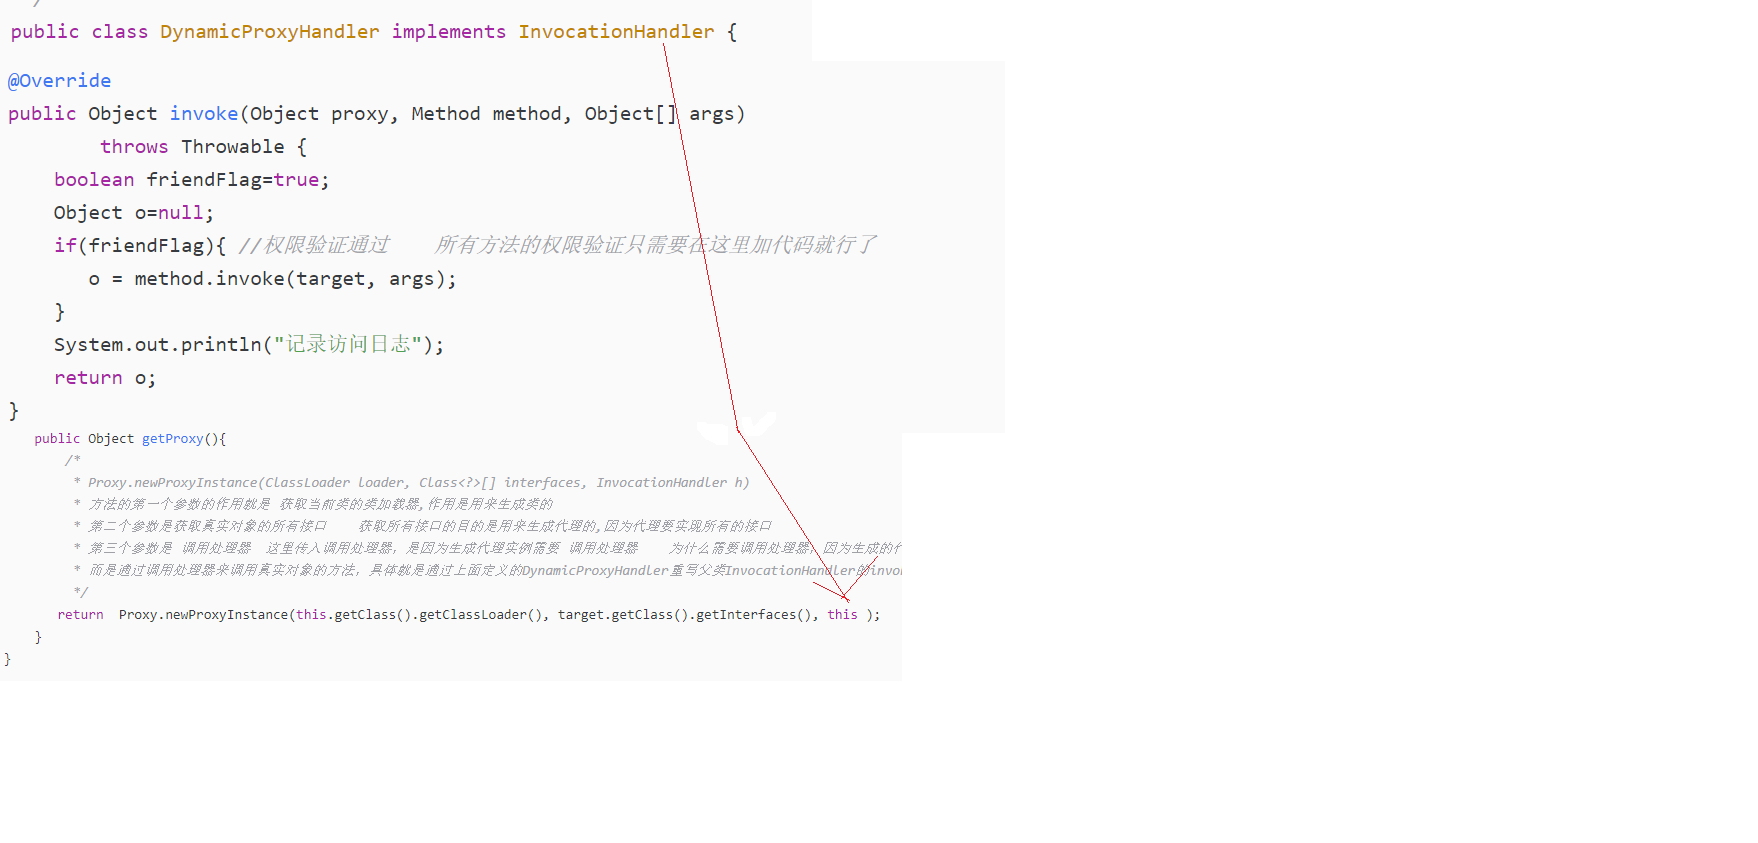 /
public class DynamicProxyHandler implements InvocationHandler {
@Override
public Object invoke(Object proxy, Method method, Object[] args)
throws Throwable {
boolean friendFlag=true;
Object o=null;
if(friendFlag){ //权限验证通过 所有方法的权限验证只需要在这里加代码就行了
o = method.invoke(target, args);
}
System.out.println("记录访问日志");
return o;
}
public Object getProxy(){
/*
* Proxy.newProxyInstance(ClassLoader loader, Class<?>[] interfaces, InvocationHandler h)
* 方法的第一个参数的作用就是 获取当前类的类加载器,作用是用来生成类的
* 第二个参数是获取真实对象的所有接口 获取所有接口的目的是用来生成代理的,因为代理要实现所有的接口
* 第三个参数是 调用处理器 这里传入调用处理器，是因为生成代理实例需要 调用处理器 为什么需要调用处理器，因为生成的
* 而是通过调用处理器来调用真实对象的方法，具体就是通过上面定义的DynamicProxyHandler重写父类InvocationHandler的invo
*/
return Proxy.newProxyInstance(this.getClass().getClassLoader(), target.getClass().getInterfaces(), this );
}
}